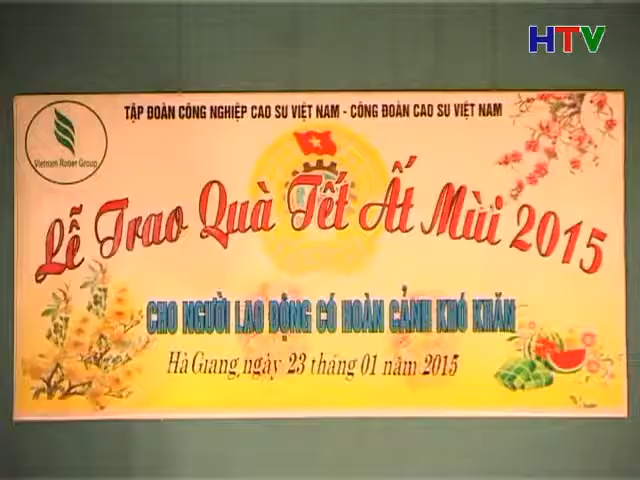 HTV
TẬP ĐOÀN CÔNG NGHIỆP CAO SU VIỆT NAM - CÔNG ĐOÀN CAO SU VIỆT NAM
Vietnam Rubber Group
Lễ Trao Quà Tết Ất Mùi 2015
CHO NGƯỜI LAO ĐỘNG CÓ HOÀN CẢNH KHÓ KHĂN
Hà Giang, ngày 23 tháng 01 năm 2015